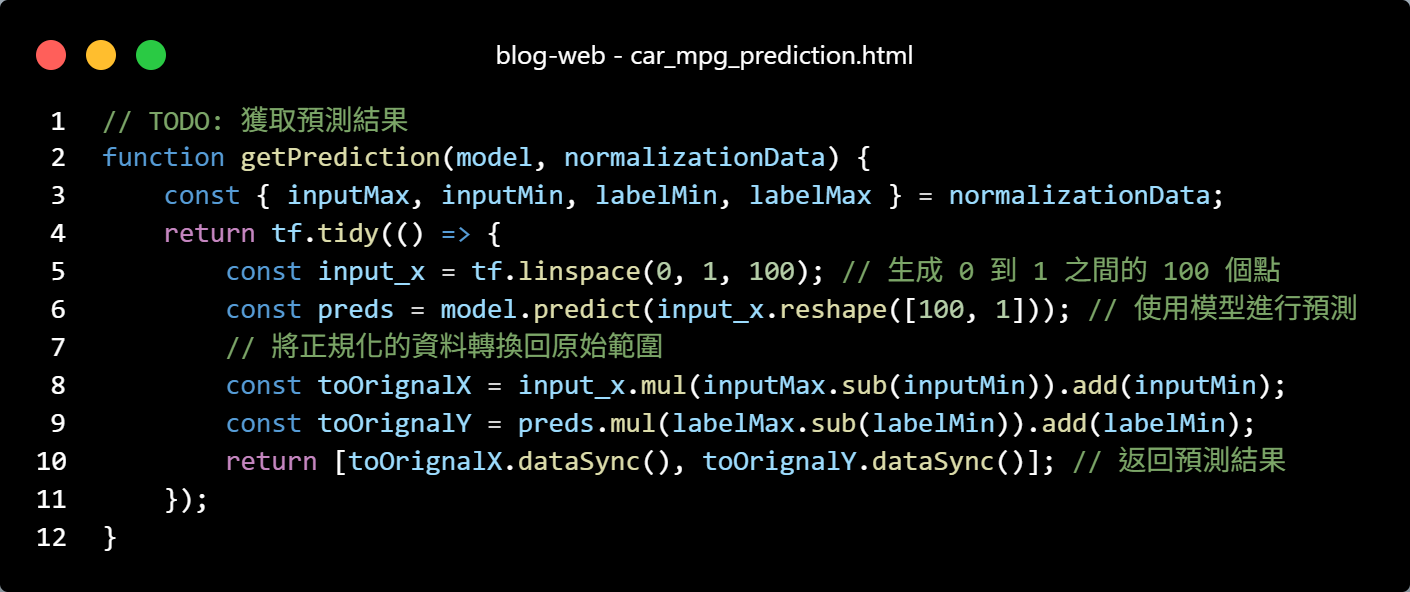 blog-web - car_mpg_prediction.html
1 // TODO: 獲取預測結果
2 function getPrediction(model, normalizationData) {
3     const { inputMax, inputMin, labelMin, labelMax } = normalizationData;
4     return tf.tidy(() => {
5         const input_x = tf.linspace(0, 1, 100); // 生成 0 到 1 之間的 100 個點
6         const preds = model.predict(input_x.reshape([100, 1])); // 使用模型進行預測
7         // 將正規化的資料轉換回原始範圍
8         const toOrignalX = input_x.mul(inputMax.sub(inputMin)).add(inputMin);
9         const toOrignalY = preds.mul(labelMax.sub(labelMin)).add(labelMin);
10         return [toOrignalX.dataSync(), toOrignalY.dataSync()]; // 返回預測結果
11     });
12 }